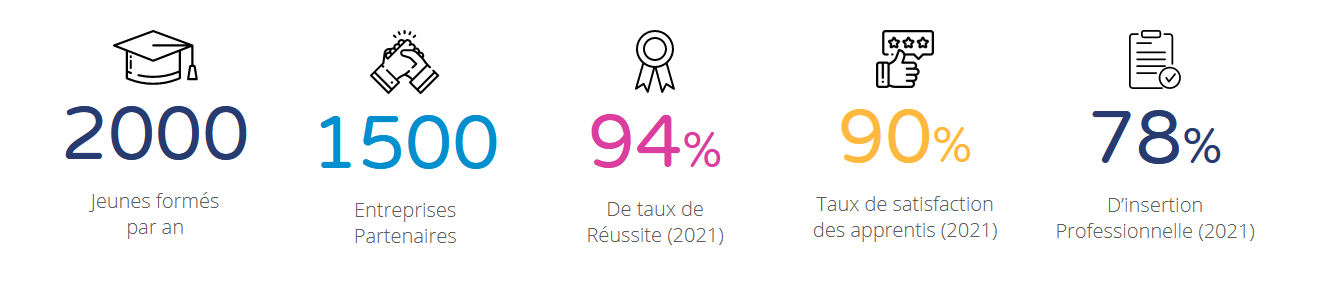 2000
Jeunes formés
par an
1500
Entreprises
Partenaires
94%
De taux de
Réussite (2021)
90%
Taux de satisfaction
des apprentis (2021)
78%
D'insertion
Professionnelle (2021)